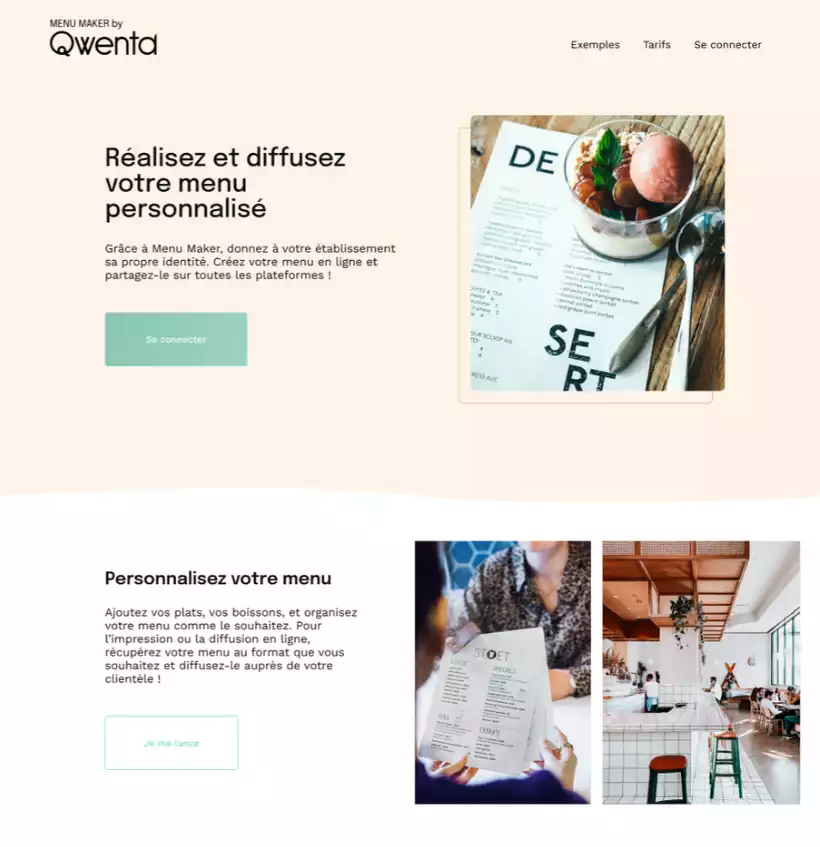 MENU MAKER by
Qwenta
Exemples Tarifs Se connecter
Réalisez et diffusez
votre menu
personnalisé
Grâce à Menu Maker, donnez à votre établissement
sa propre identité. Créez votre menu en ligne et
partagez-le sur toutes les plateformes !
Se connecter
DE
SE
RT
Personnalisez votre menu
Ajoutez vos plats, vos boissons, et organisez
votre menu comme le souhaitez. Pour
l'impression ou la diffusion en ligne,
récupérez votre menu au format que vous
souhaitez et diffusez-le auprès de votre
clientèle !
Je me lance